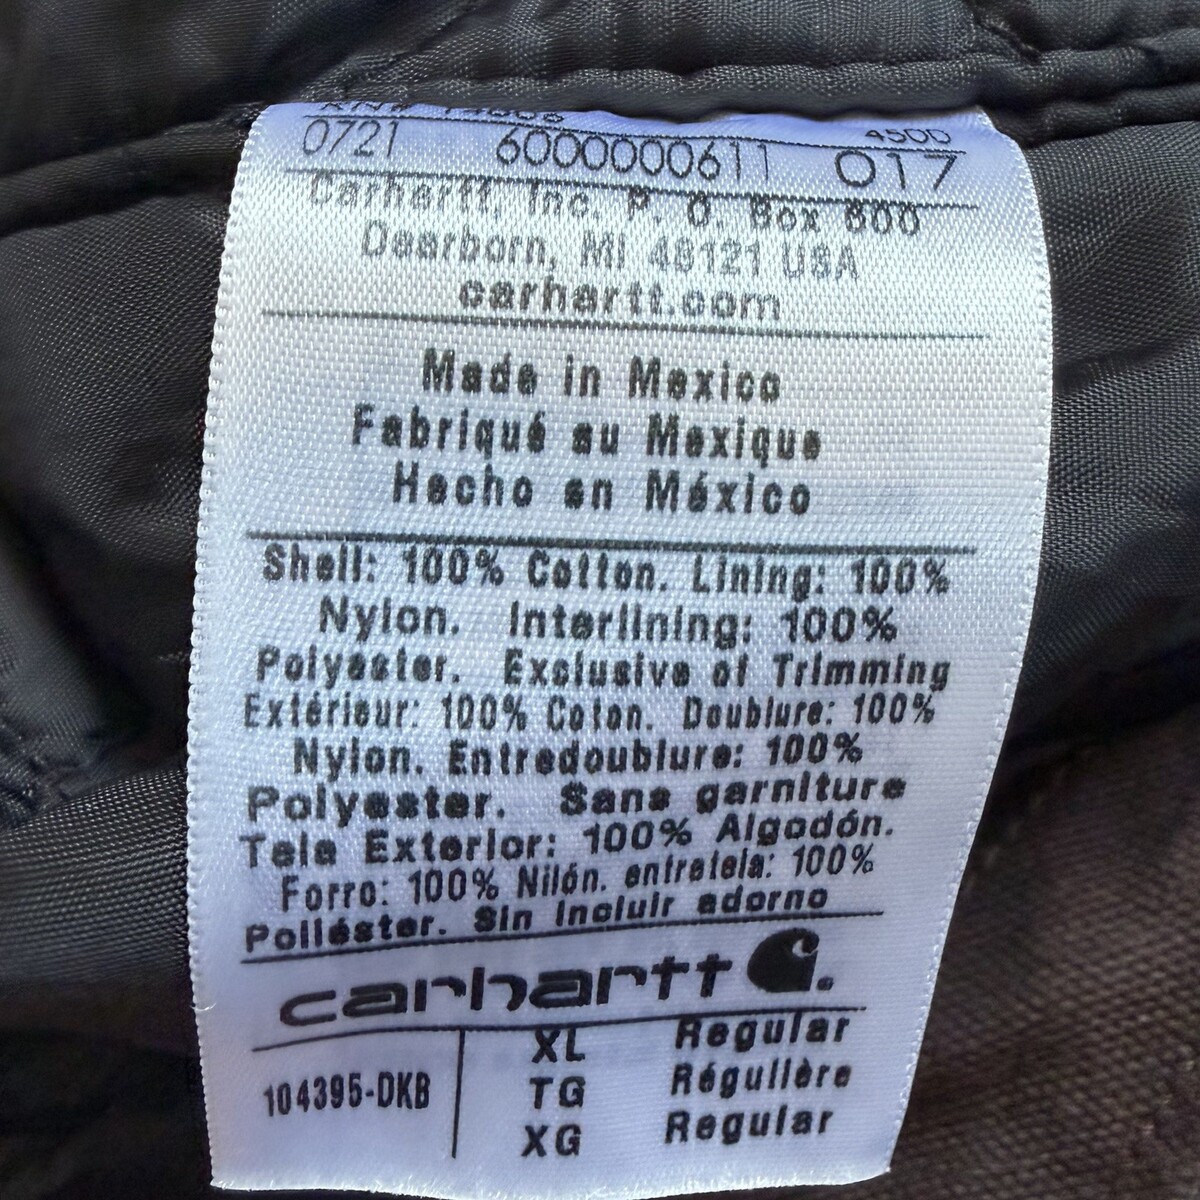 RN# 14806
4500
0721 60000000611 017
Carhartt, Inc. P. O. Box 600
Dearborn, MI 48121 USA
carhartt.com
Made in Mexico
Fabriqué au Mexique
Hecho en México
Shell: 100% Cotton. Lining: 100%
Nylon. Interlining: 100%
Polyester. Exclusive of Trimming
Extérieur: 100% Coton. Doublure: 100%
Nylon. Entredoublure: 100%
Polyester. Sans garniture
Tela Exterior: 100% Algodón.
Forro: 100% Nilón. entretela: 100%
Poliéster. Sin incluir adorno
carhartt
104395-DKB
XL Regular
TG Régulière
XG Regular